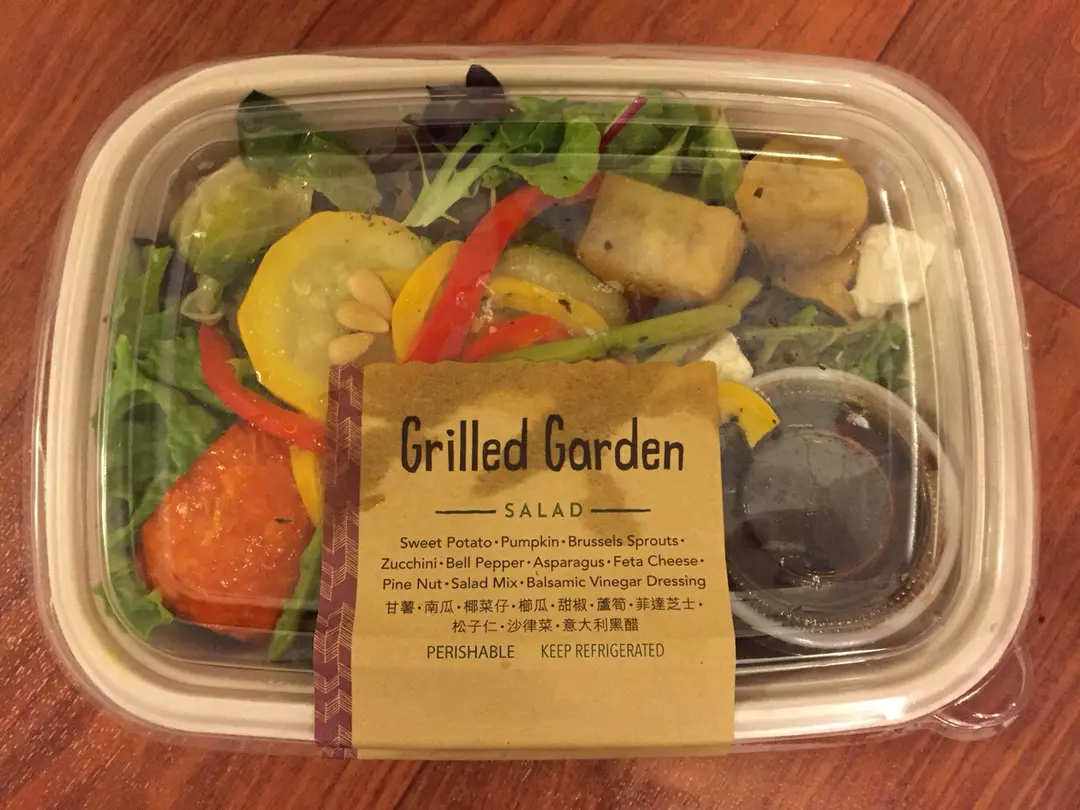 Grilled Garden
SALAD
Sweet Potato • Pumpkin • Brussels Sprouts •
Zucchini • Bell Pepper • Asparagus • Feta Cheese •
Pine Nut • Salad Mix • Balsamic Vinegar Dressing
甘薯 • 南瓜 • 椰菜仔 • 櫛瓜 • 甜椒 • 蘆筍 • 菲達芝士 •
松子仁 • 沙律菜 • 意大利黑醋
PERISHABLE KEEP REFRIGERATED